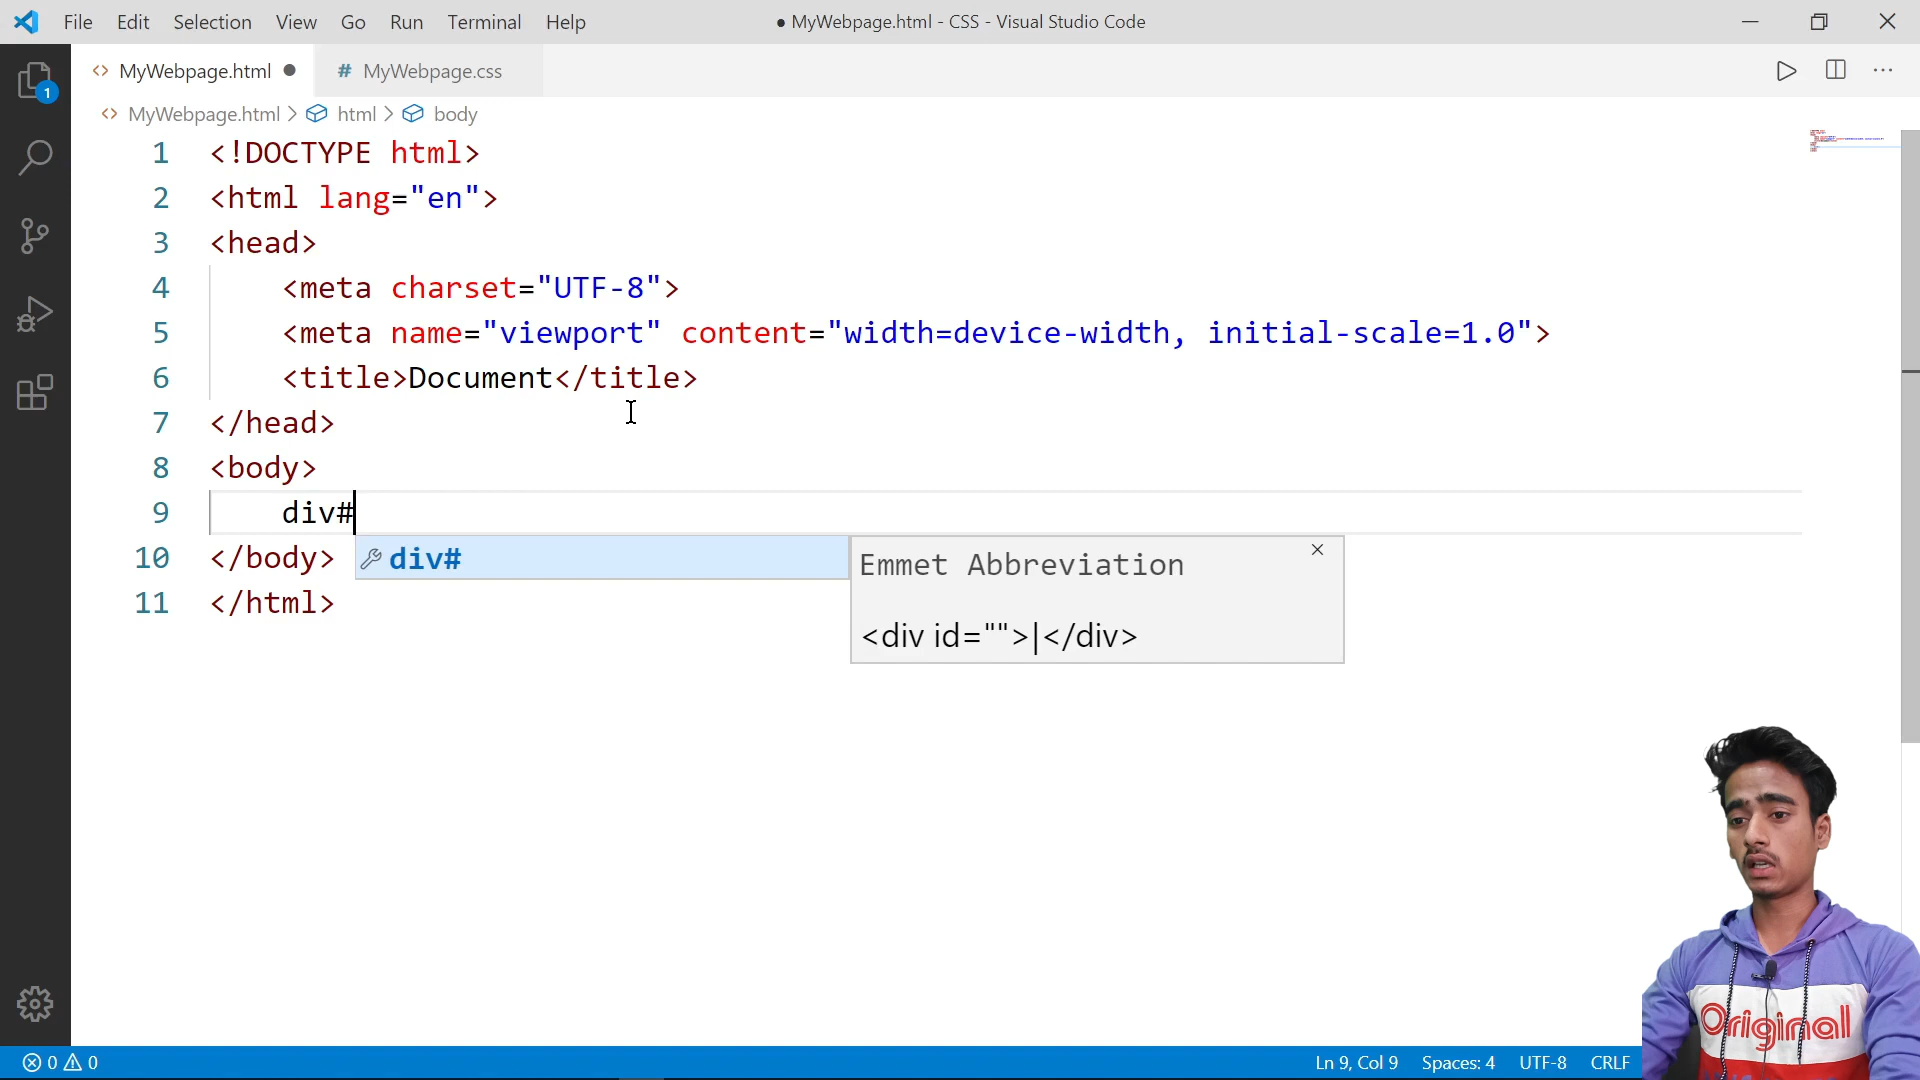 File Edit Selection View Go Run Terminal Help ● MyWebpage.html - CSS - Visual Studio Code
<> MyWebpage.html ● # MyWebpage.css
1
<> MyWebpage.html > html > body
1 <!DOCTYPE html>
2 <html lang="en">
3 <head>
4 <meta charset="UTF-8">
5 <meta name="viewport" content="width=device-width, initial-scale=1.0">
6 <title>Document</title>
7 </head>
8 <body>
9 div#
10 </body>
11 </html>
div#
Emmet Abbreviation
<div id="">|</div>
Original
0 0 Ln 9, Col 9 Spaces: 4 UTF-8 CRLF